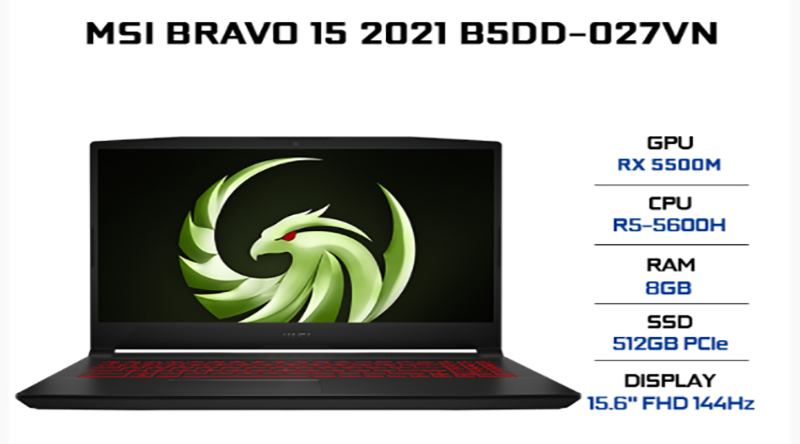 MSI BRAVO 15 2021 B5DD-027VN
GPU
RX 5500M
CPU
R5-5600H
RAM
8GB
SSD
512GB PCIe
DISPLAY
15.6" FHD 144Hz
msi